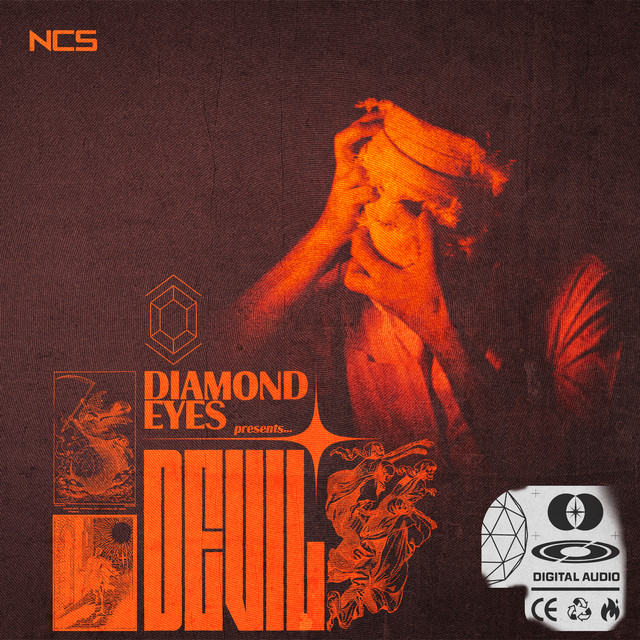 NCS
DIAMOND
EYES
presents...
DEVIL
DIGITAL AUDIO
CE